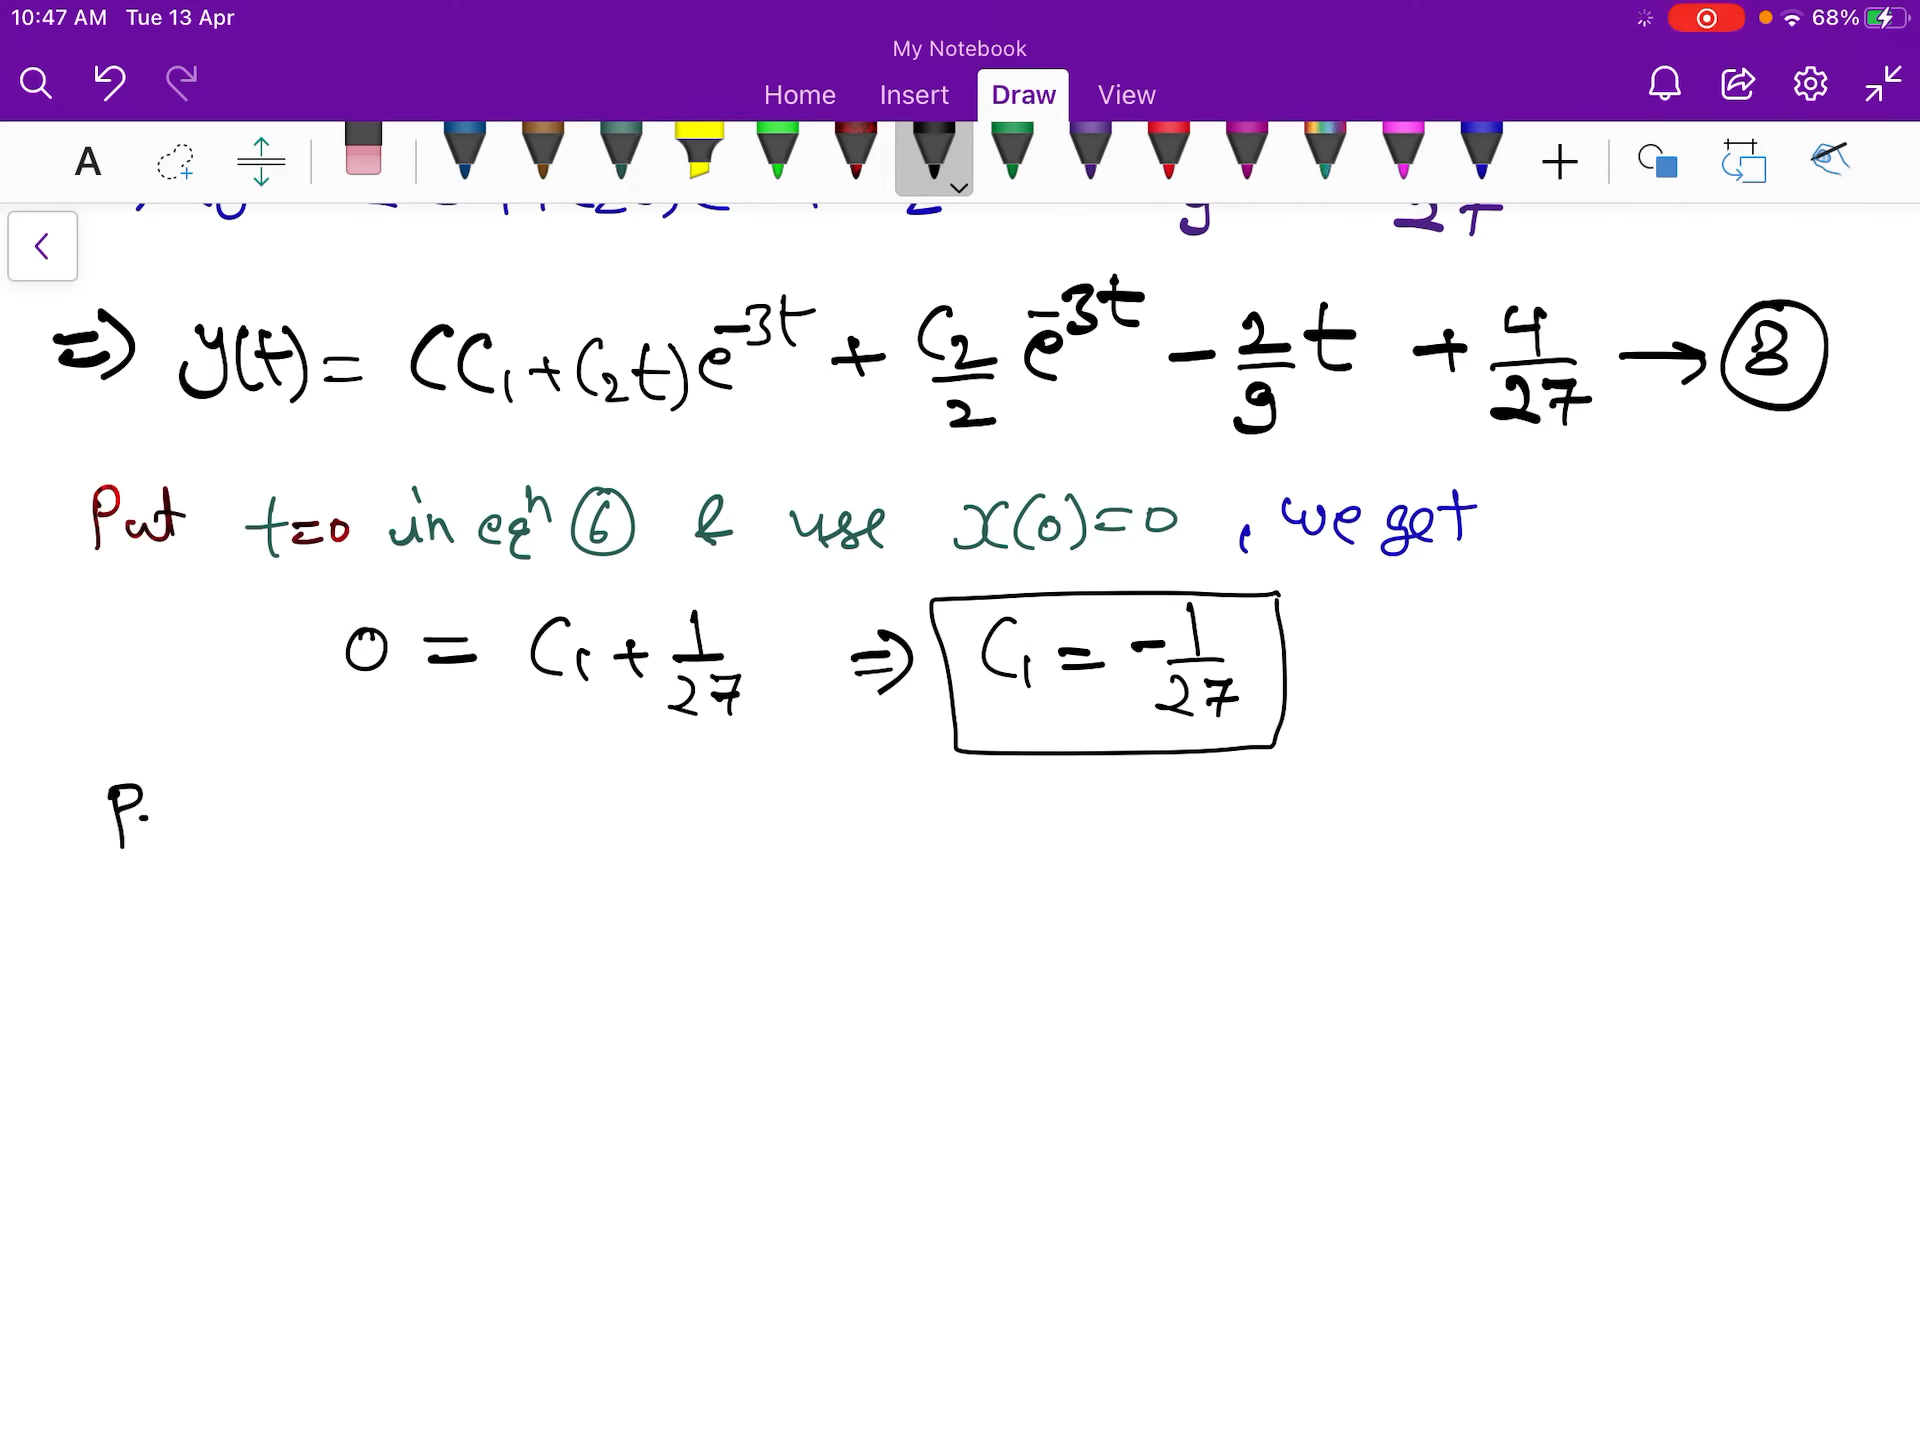 10:47 AM Tue 13 Apr
68%
My Notebook
Home Insert Draw View
A
=> y(t) = (C₁ + C₂t)e^-3t + C₂/2 e^-3t - 2/9 t + 4/27 → ⑧
Put t=0 in eqⁿ ⑥ & use x(0)=0, we get
0 = C₁ + 1/27 => C₁ = -1/27
P.